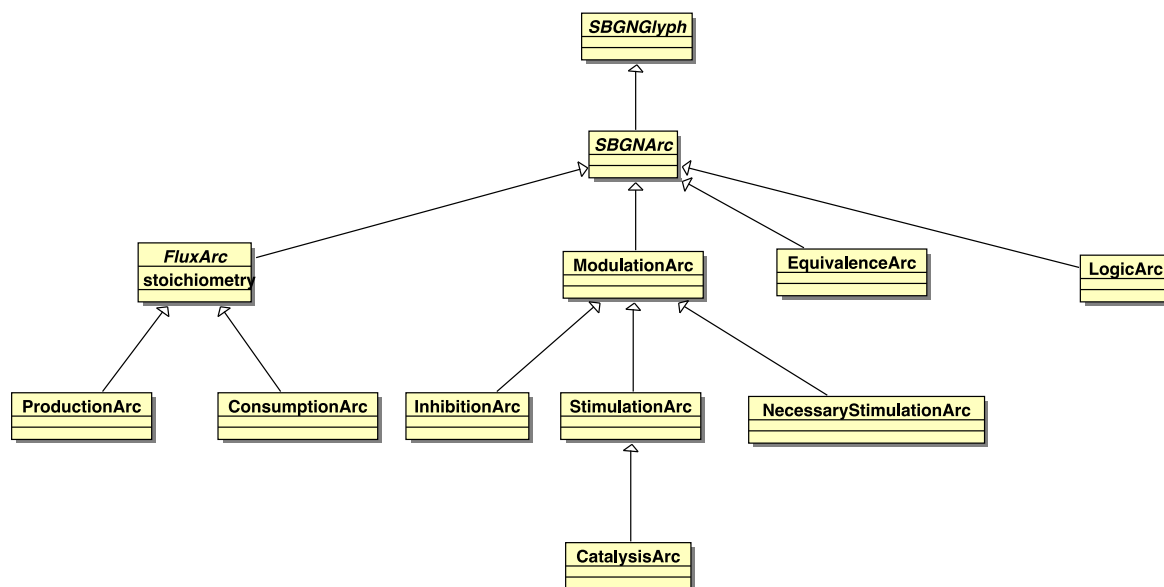 SBGNGlyph
SBGNArc
FluxArc
stoichiometry
ModulationArc
EquivalenceArc
LogicArc
ProductionArc
ConsumptionArc
InhibitionArc
StimulationArc
NecessaryStimulationArc
CatalysisArc